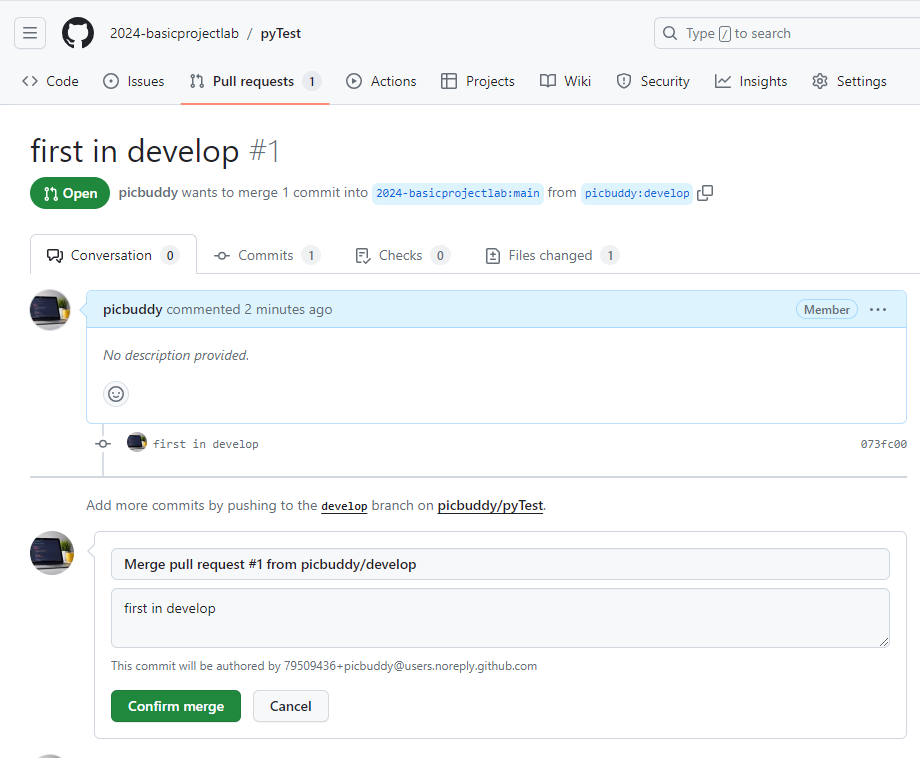 2024-basicprojectlab / pyTest
Type / to search
Code Issues Pull requests 1 Actions Projects Wiki Security Insights Settings
first in develop #1
Open picbuddy wants to merge 1 commit into 2024-basicprojectlab:main from picbuddy:develop
Conversation 0 Commits 1 Checks 0 Files changed 1
picbuddy commented 2 minutes ago Member ...
No description provided.
first in develop 073fc00
Add more commits by pushing to the develop branch on picbuddy/pyTest.
Merge pull request #1 from picbuddy/develop
first in develop
This commit will be authored by 79509436+picbuddy@users.noreply.github.com
Confirm merge Cancel